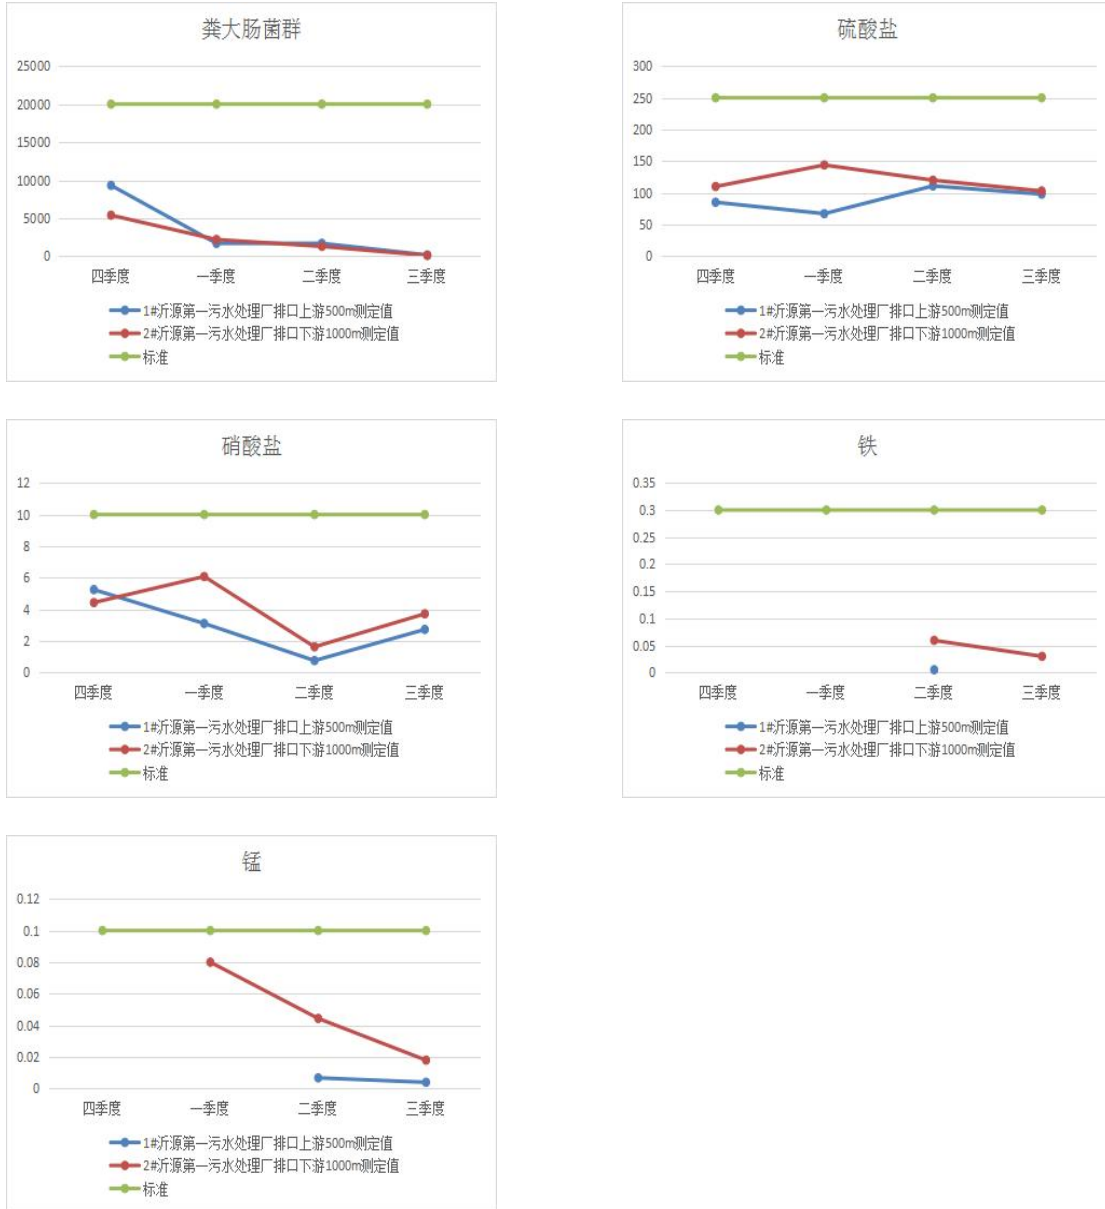 粪大肠菌群
25000
20000
15000
10000
5000
0
四季度 一季度 二季度 三季度
1#沂源第一污水处理厂排口上游500m测定值
2#沂源第一污水处理厂排口下游1000m测定值
标准
硫酸盐
300
250
200
150
100
50
0
四季度 一季度 二季度 三季度
1#沂源第一污水处理厂排口上游500m测定值
2#沂源第一污水处理厂排口下游1000m测定值
标准
硝酸盐
12
10
8
6
4
2
0
四季度 一季度 二季度 三季度
1#沂源第一污水处理厂排口上游500m测定值
2#沂源第一污水处理厂排口下游1000m测定值
标准
铁
0.35
0.3
0.25
0.2
0.15
0.1
0.05
0
四季度 一季度 二季度 三季度
1#沂源第一污水处理厂排口上游500m测定值
2#沂源第一污水处理厂排口下游1000m测定值
标准
锰
0.12
0.1
0.08
0.06
0.04
0.02
0
四季度 一季度 二季度 三季度
1#沂源第一污水处理厂排口上游500m测定值
2#沂源第一污水处理厂排口下游1000m测定值
标准